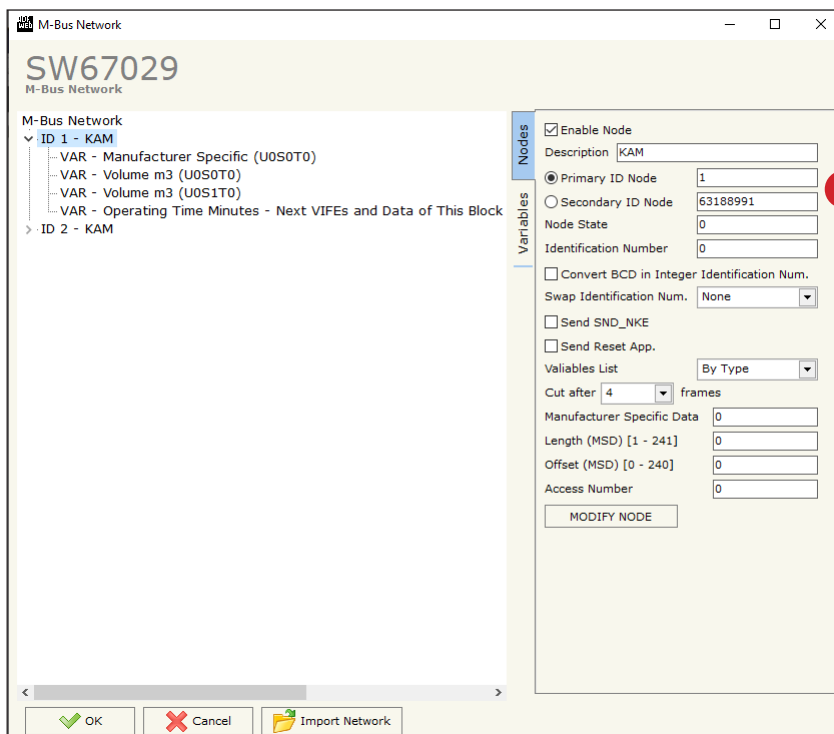 M-Bus Network
SW67029
M-Bus Network
M-Bus Network
ID 1 - KAM
VAR - Manufacturer Specific (U0S0T0)
VAR - Volume m3 (U0S0T0)
VAR - Volume m3 (U0S1T0)
VAR - Operating Time Minutes - Next VIFEs and Data of This Block
ID 2 - KAM
Nodes
Variables
Enable Node
Description KAM
Primary ID Node 1
Secondary ID Node 63188991
Node State 0
Identification Number 0
Convert BCD in Integer Identification Num.
Swap Identification Num. None
Send SND_NKE
Send Reset App.
Valiables List By Type
Cut after 4 frames
Manufacturer Specific Data 0
Length (MSD) [1 - 241] 0
Offset (MSD) [0 - 240] 0
Access Number 0
MODIFY NODE
OK Cancel Import Network